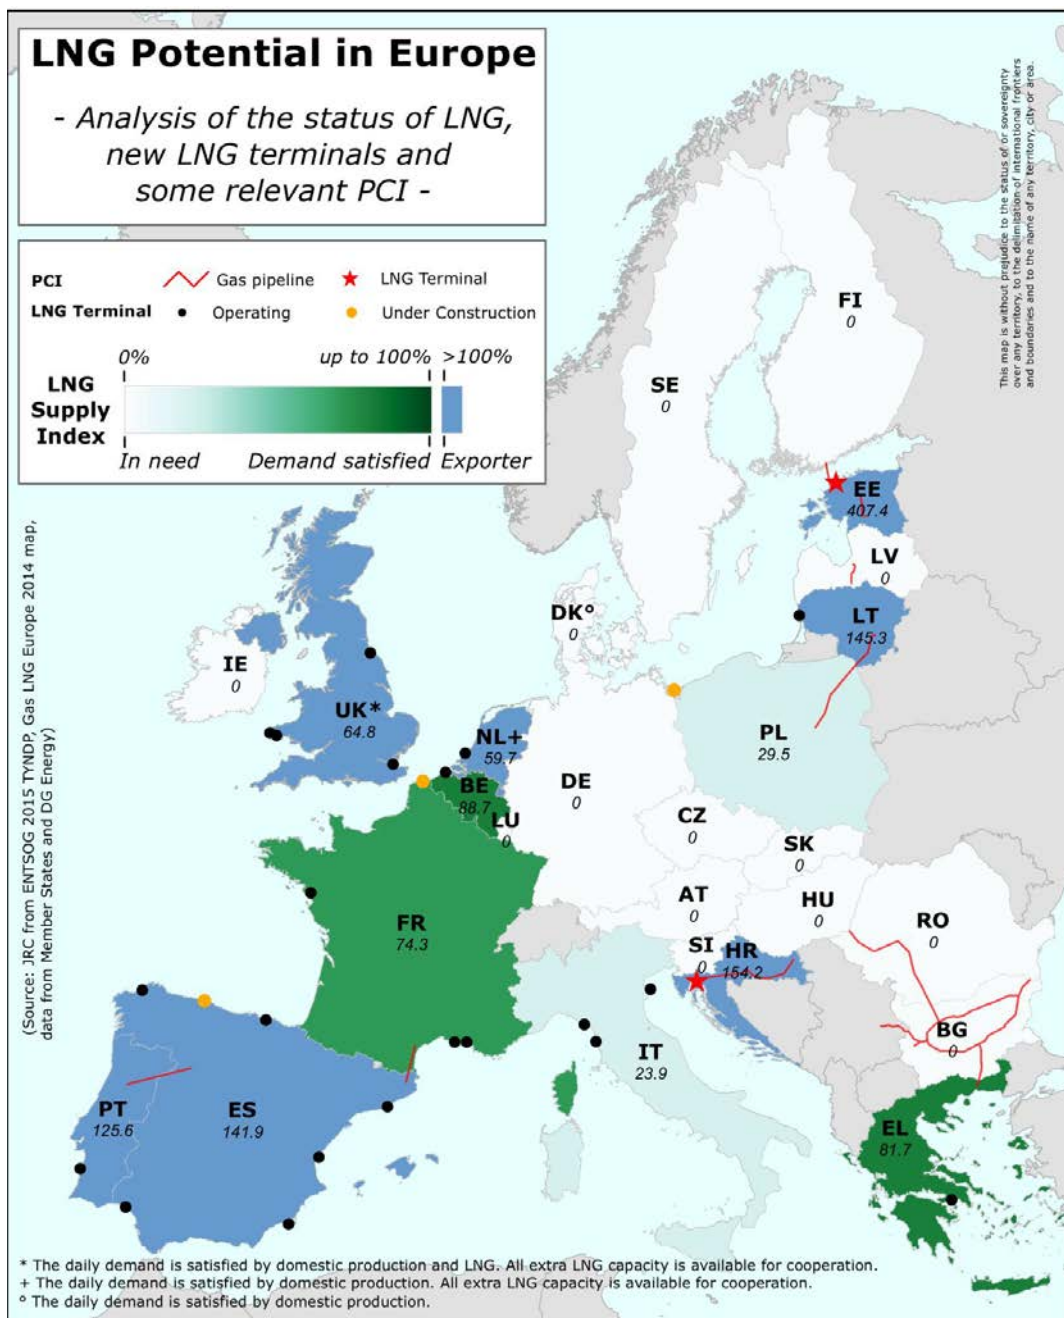 LNG Potential in Europe
- Analysis of the status of LNG,
new LNG terminals and
some relevant PCI -
PCI
Gas pipeline
LNG Terminal
LNG Terminal
Operating
Under Construction
0%
up to 100%
>100%
LNG
Supply
Index
In need
Demand satisfied
Exporter
This map is without prejudice to the status of or sovereignty
over any territory, to the delimitation of international frontiers
and boundaries and to the name of any territory, city or area.
(Source: JRC from ENTSOG 2015 TYNDP, Gas LNG Europe 2014 map,
data from Member States and DG Energy)
FI
0
SE
0
EE
407.4
LV
0
LT
145.3
DK°
0
IE
0
UK*
64.8
NL+
59.7
BE
88.7
LU
0
DE
0
PL
29.5
CZ
0
SK
0
AT
0
HU
0
RO
0
SI
0
HR
154.2
FR
74.3
BG
0
IT
23.9
PT
125.6
ES
141.9
EL
81.7
* The daily demand is satisfied by domestic production and LNG. All extra LNG capacity is available for cooperation.
+ The daily demand is satisfied by domestic production. All extra LNG capacity is available for cooperation.
° The daily demand is satisfied by domestic production.